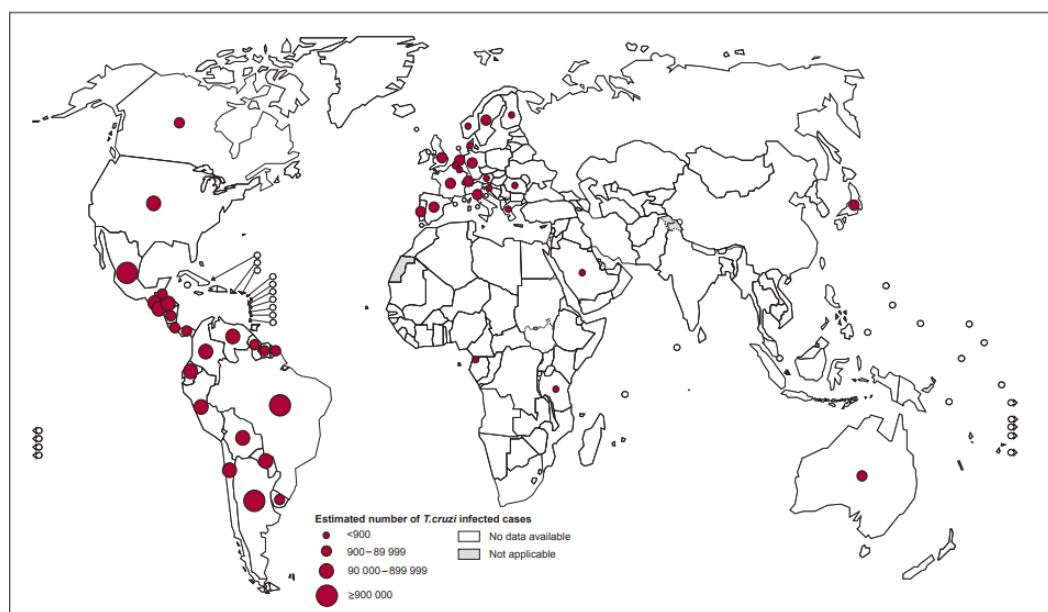 Estimated number of T.cruzi infected cases
<900
900–89 999
90 000–899 999
≥900 000
No data available
Not applicable